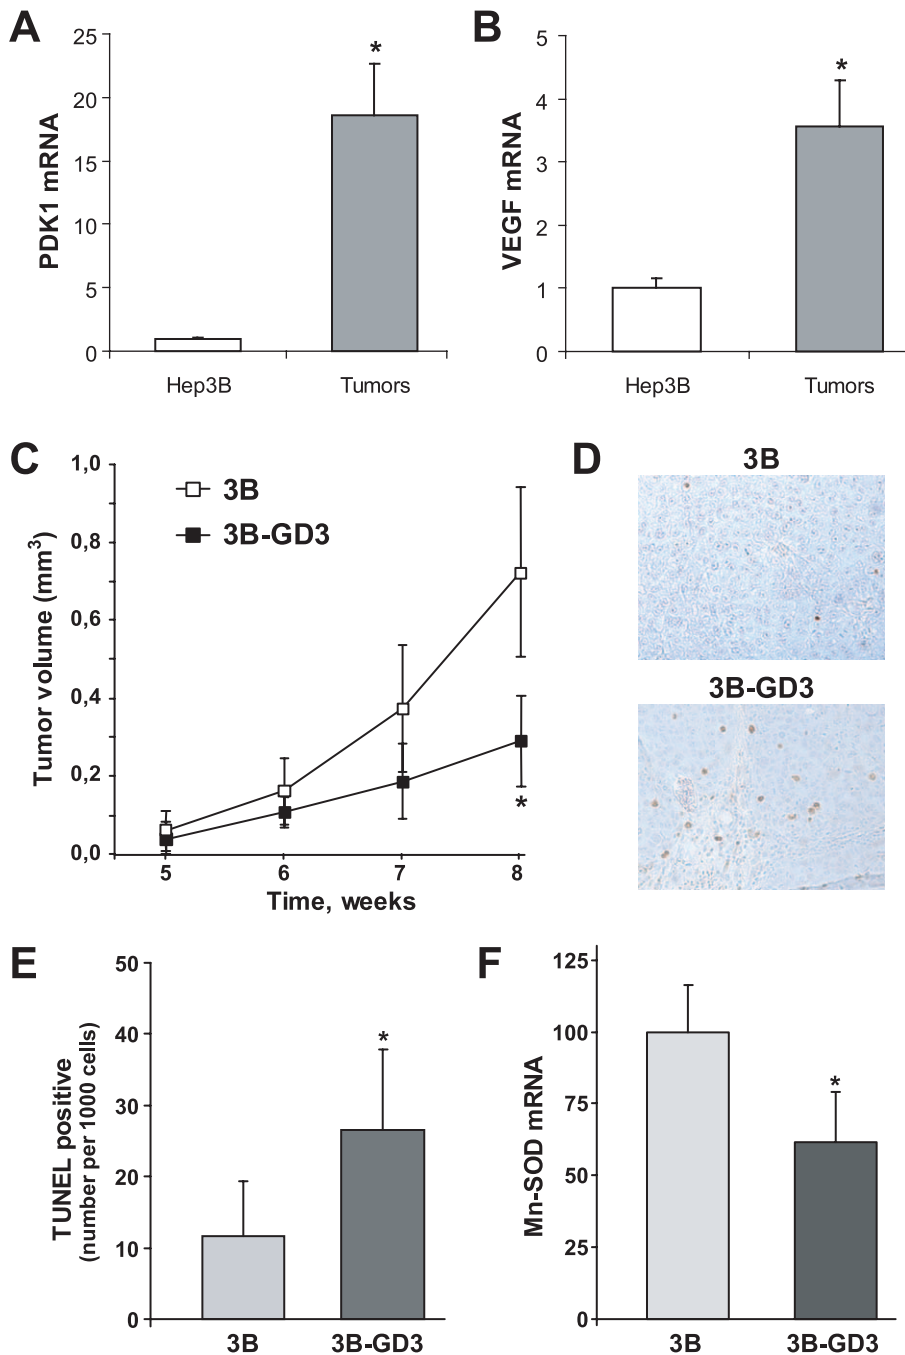 A
PDK1 mRNA
25
20
15
10
5
0
*
Hep3B
Tumors
B
VEGF mRNA
5
4
3
2
1
0
*
Hep3B
Tumors
C
Tumor volume (mm³)
1,0
0,8
0,6
0,4
0,2
0,0
3B
3B-GD3
*
5
6
7
8
Time, weeks
D
3B
3B-GD3
E
TUNEL positive
(number per 1000 cells)
50
40
30
20
10
0
*
3B
3B-GD3
F
Mn-SOD mRNA
125
100
75
50
25
0
*
3B
3B-GD3